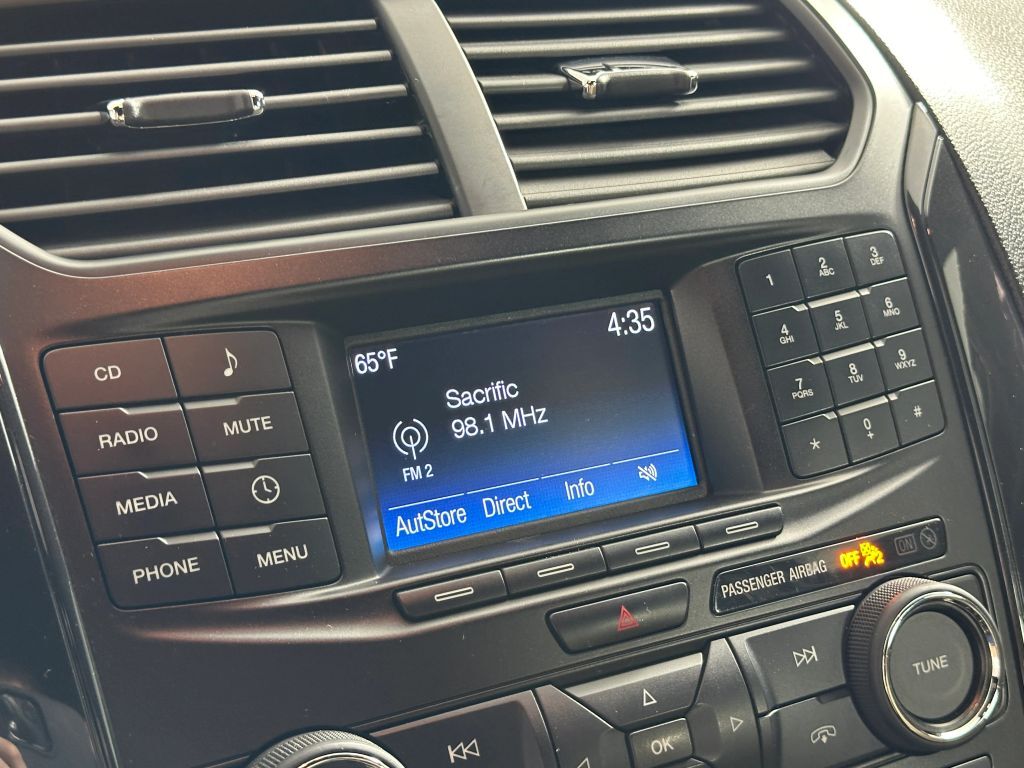 65°F
4:35
Sacrific
98.1 MHz
FM 2
AutStore Direct Info
CD
RADIO MUTE
MEDIA
PHONE MENU
1 2 ABC 3 DEF
4 GHI 5 JKL 6 MNO
7 PQRS 8 TUV 9 WXYZ
* 0 + #
PASSENGER AIRBAG OFF ON
TUNE
OK